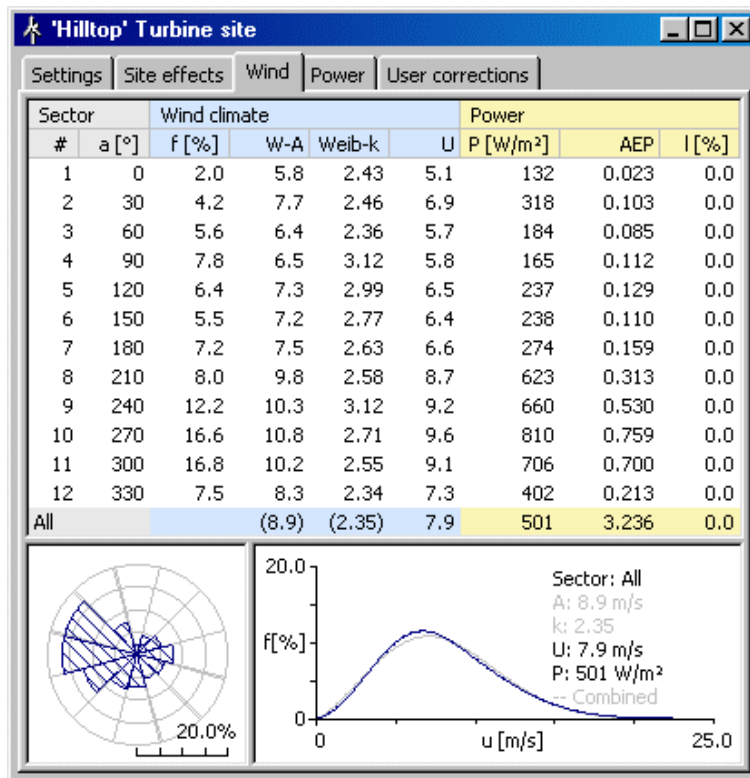 'Hilltop' Turbine site
Settings Site effects Wind Power User corrections
Sector Wind climate Power
# a [°] f [%] W-A Weib-k U P [W/m²] AEP l [%]
1 0 2.0 5.8 2.43 5.1 132 0.023 0.0
2 30 4.2 7.7 2.46 6.9 318 0.103 0.0
3 60 5.6 6.4 2.36 5.7 184 0.085 0.0
4 90 7.8 6.5 3.12 5.8 165 0.112 0.0
5 120 6.4 7.3 2.99 6.5 237 0.129 0.0
6 150 5.5 7.2 2.77 6.4 238 0.110 0.0
7 180 7.2 7.5 2.63 6.6 274 0.159 0.0
8 210 8.0 9.8 2.58 8.7 623 0.313 0.0
9 240 12.2 10.3 3.12 9.2 660 0.530 0.0
10 270 16.6 10.8 2.71 9.6 810 0.759 0.0
11 300 16.8 10.2 2.55 9.1 706 0.700 0.0
12 330 7.5 8.3 2.34 7.3 402 0.213 0.0
All (8.9) (2.35) 7.9 501 3.236 0.0
20.0%
20.0
f[%]
0
0 u [m/s] 25.0
Sector: All
A: 8.9 m/s
k: 2.35
U: 7.9 m/s
P: 501 W/m²
-- Combined